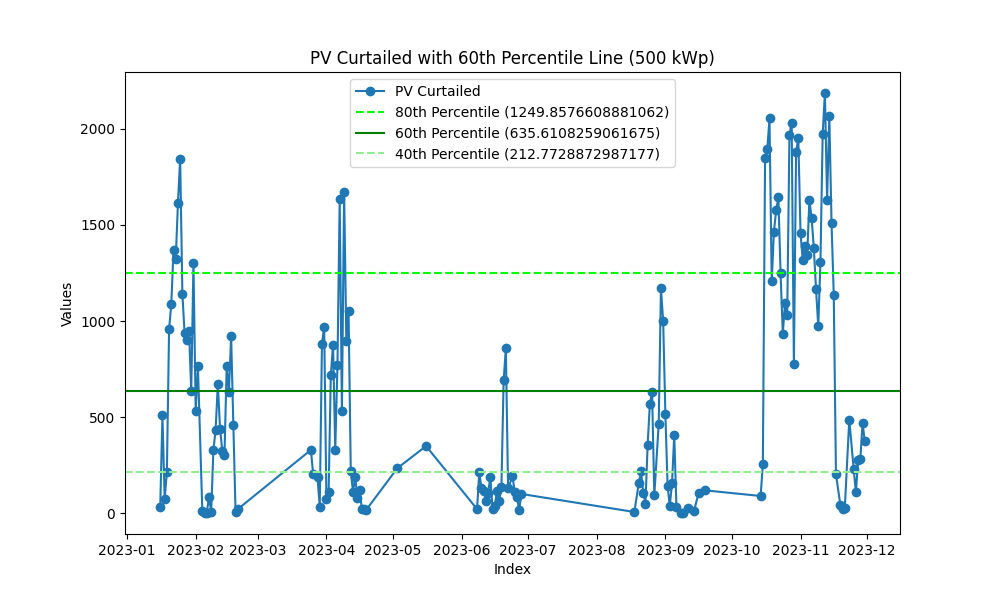 PV Curtailed with 60th Percentile Line (500 kWp)
PV Curtailed
80th Percentile (1249.8576608881062)
60th Percentile (635.6108259061675)
40th Percentile (212.7728872987177)
Values
2000
1500
1000
500
0
2023-01 2023-02 2023-03 2023-04 2023-05 2023-06 2023-07 2023-08 2023-09 2023-10 2023-11 2023-12
Index